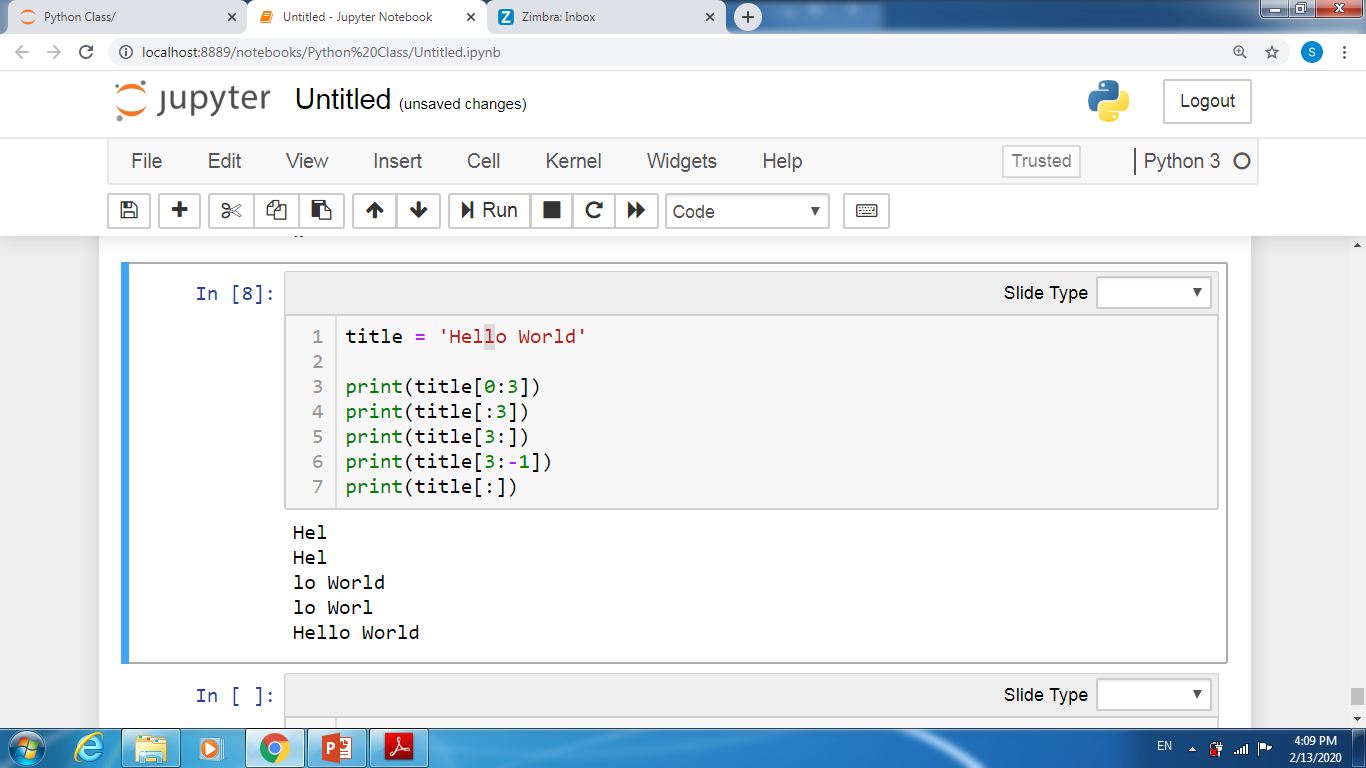 Python Class/
Untitled - Jupyter Notebook
Zimbra: Inbox
localhost:8889/notebooks/Python%20Class/Untitled.ipynb
S
jupyter Untitled (unsaved changes)
Logout
File Edit View Insert Cell Kernel Widgets Help Trusted Python 3
Run Code
In [8]:
Slide Type
1 title = 'Hello World'
2
3 print(title[0:3])
4 print(title[:3])
5 print(title[3:])
6 print(title[3:-1])
7 print(title[:])
Hel
Hel
lo World
lo Worl
Hello World
In [ ]:
Slide Type
EN
4:09 PM
2/13/2020